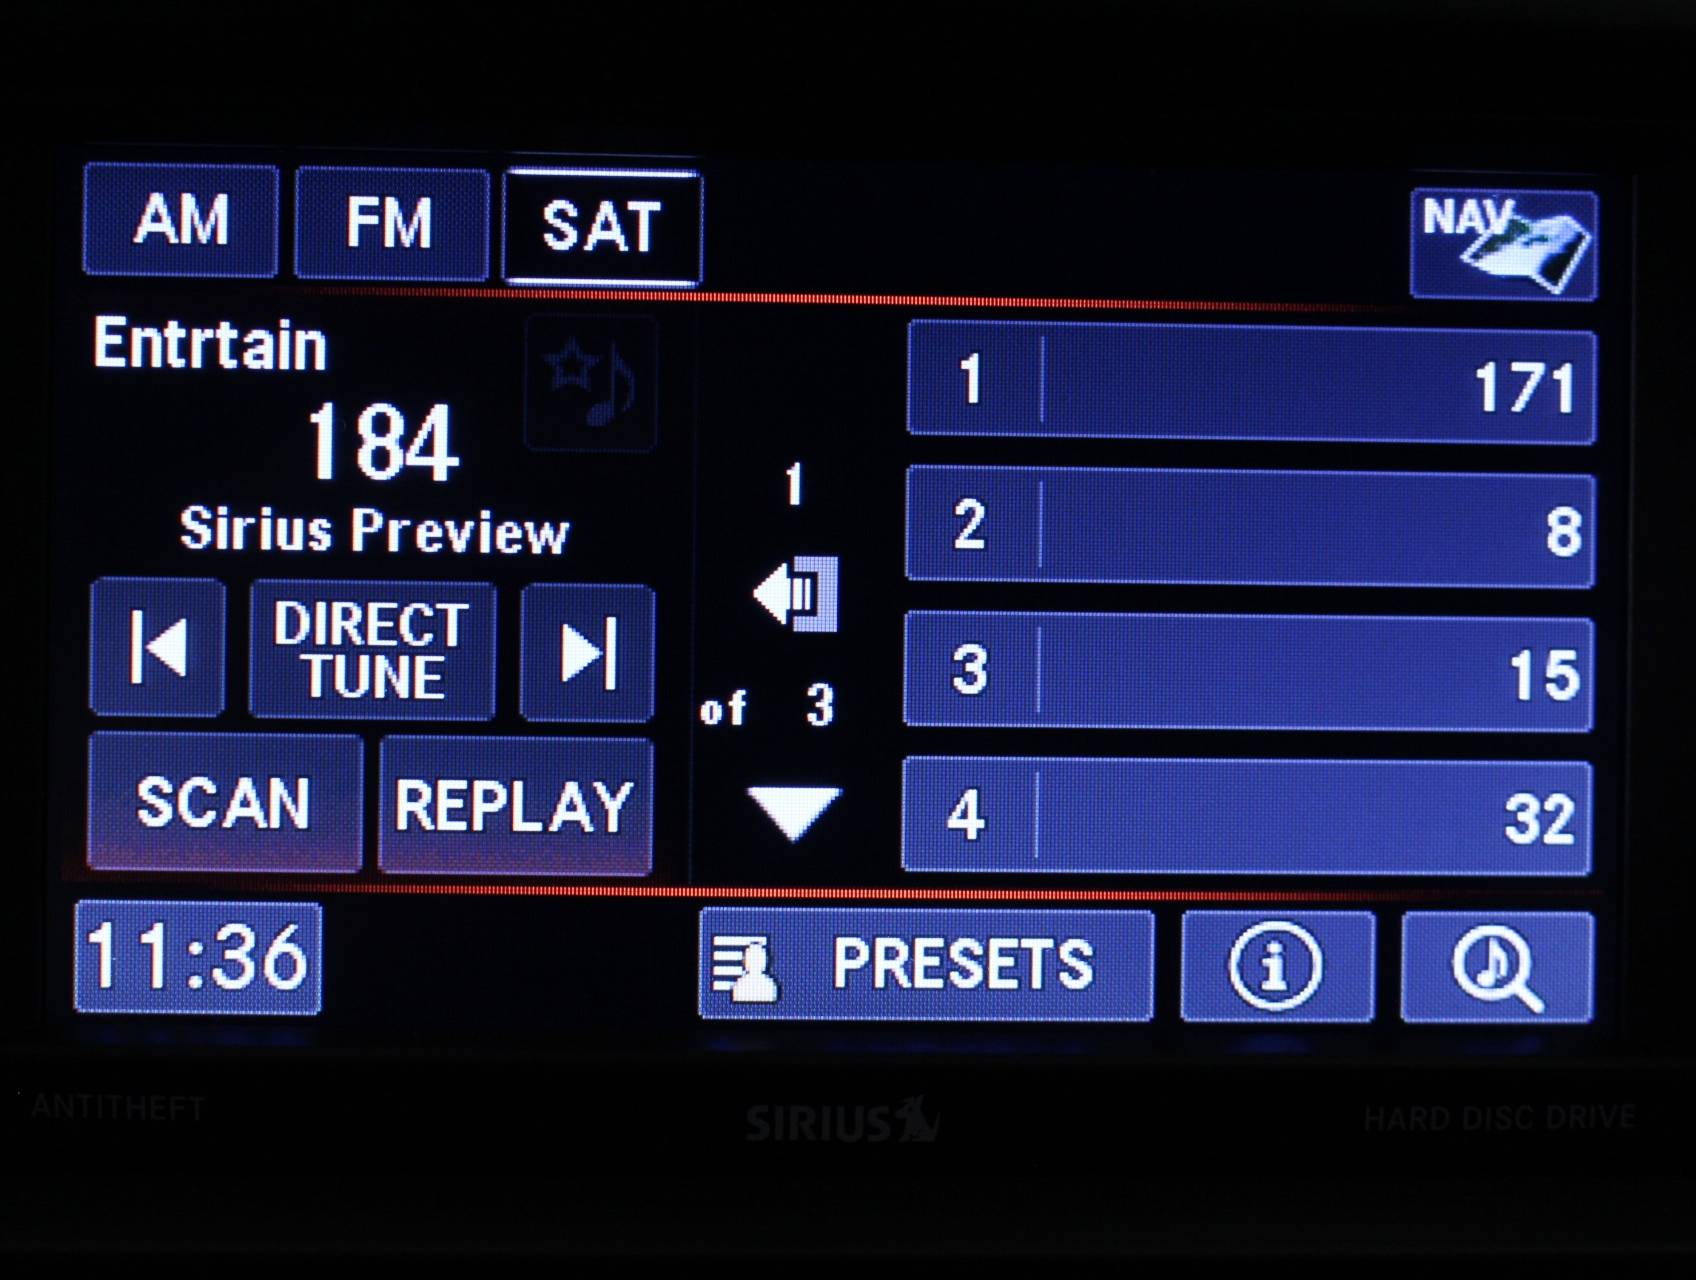 AM FM SAT NAV
Entrtain
184
Sirius Preview
DIRECT
TUNE
SCAN REPLAY
1
of 3
1 171
2 8
3 15
4 32
11:36 PRESETS i
ANTITHEFT SIRIUS HARD DISC DRIVE